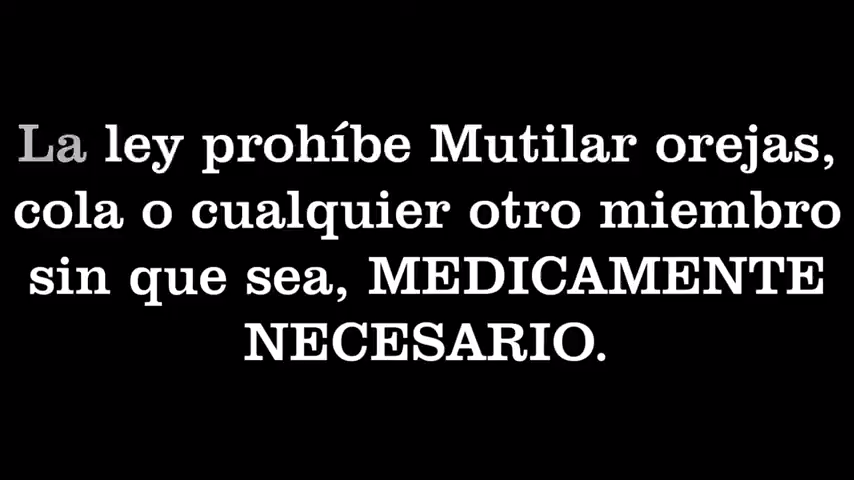 La ley prohíbe Mutilar orejas,
cola o cualquier otro miembro
sin que sea, MEDICAMENTE
NECESARIO.